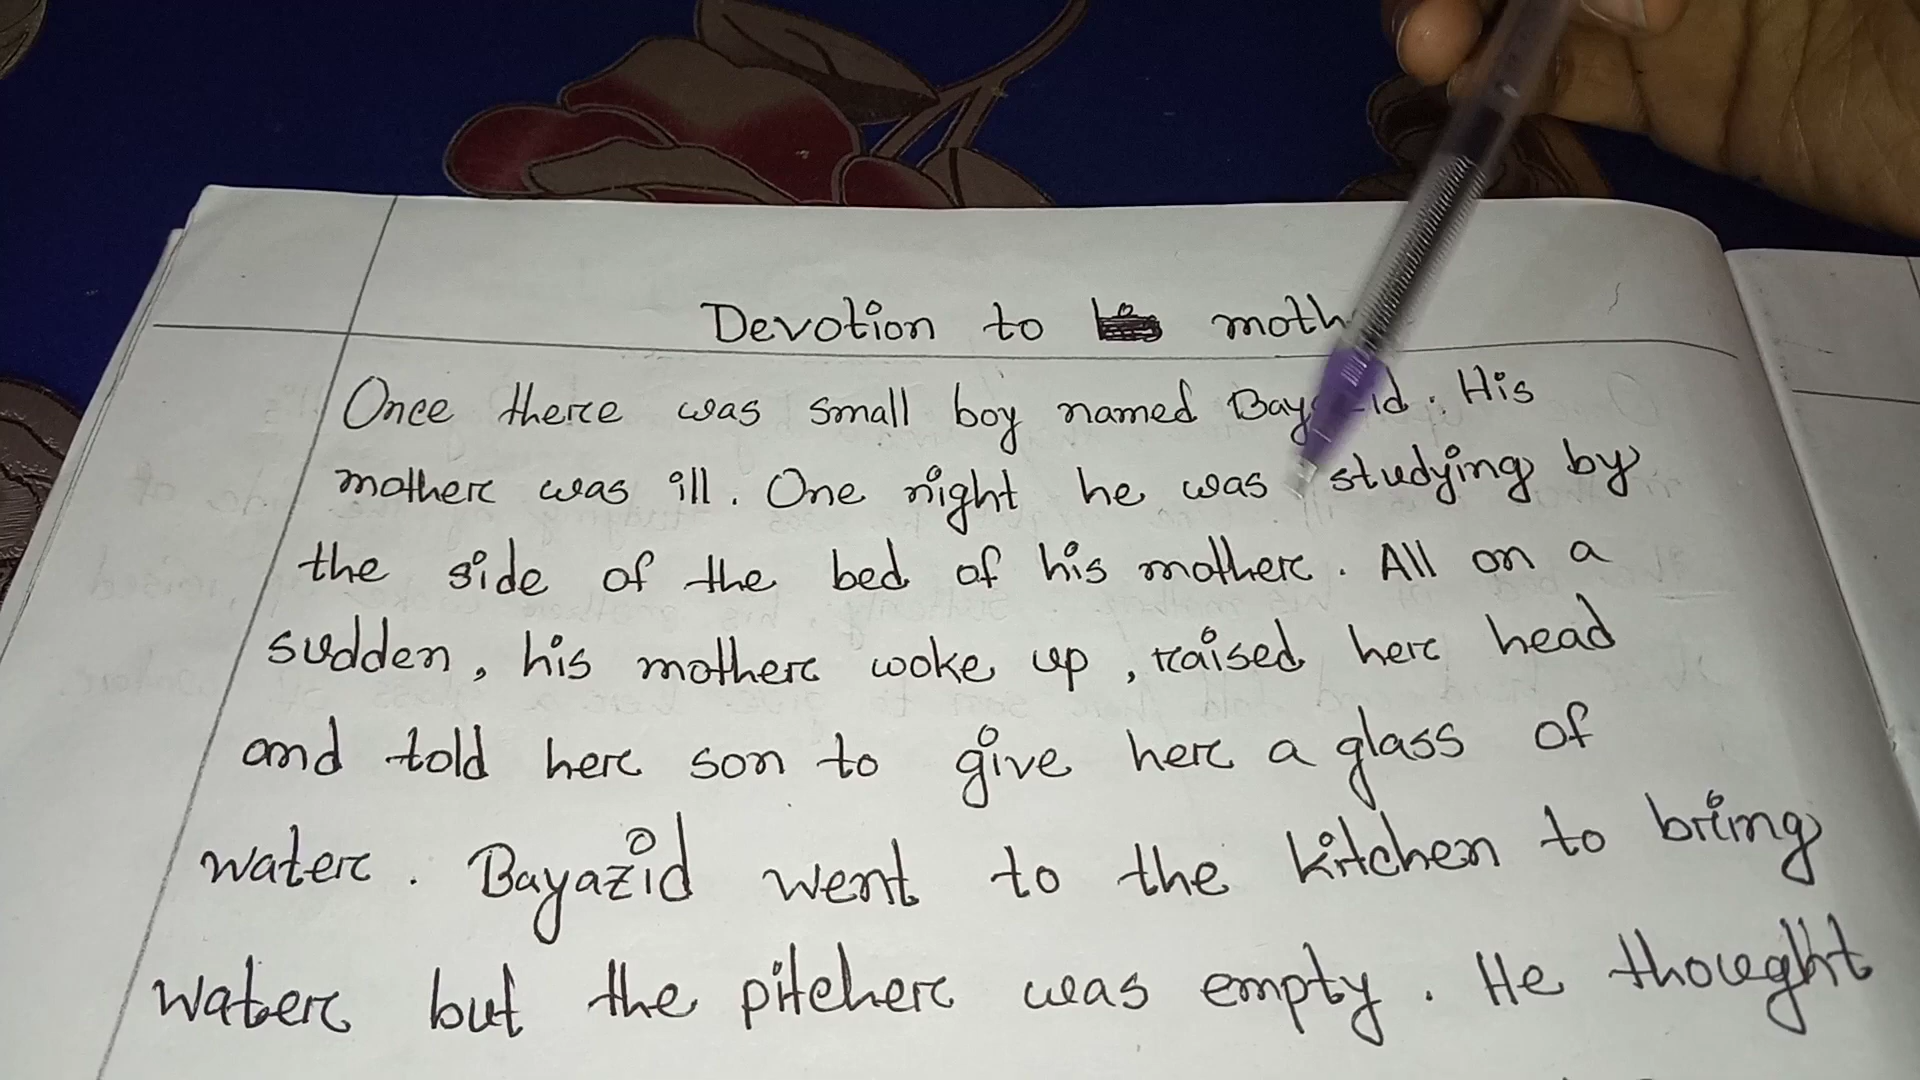 Devotion to moth
Once there was small boy named Bayazid. His
mother was ill. One night he was studying by
the side of the bed of his mother. All on a
sudden, his mother woke up, raised her head
and told her son to give her a glass of
water. Bayazid went to the kitchen to bring
water but the pitcher was empty. He thought